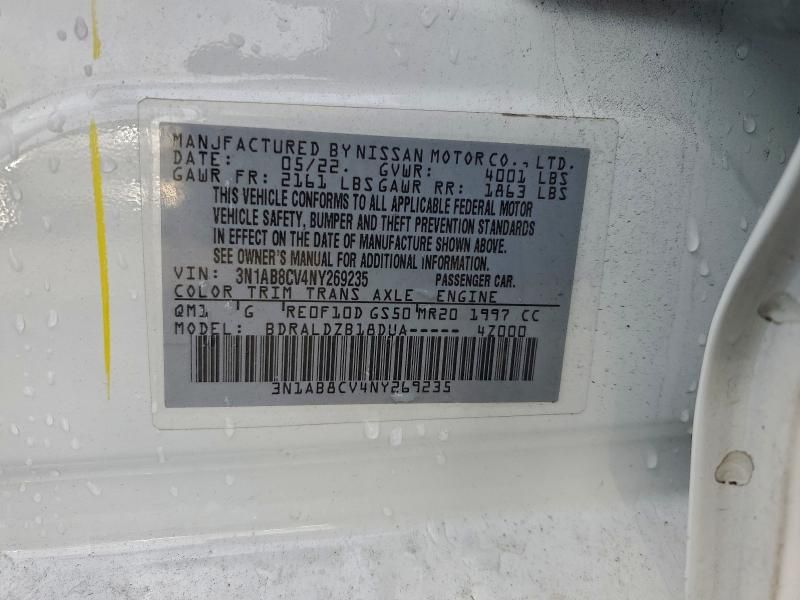 MANUFACTURED BY NISSAN MOTOR CO., LTD.
DATE: 05/22. GVWR: 4001 LBS
GAWR FR: 2161 LBS GAWR RR: 1863 LBS
THIS VEHICLE CONFORMS TO ALL APPLICABLE FEDERAL MOTOR
VEHICLE SAFETY, BUMPER AND THEFT PREVENTION STANDARDS
IN EFFECT ON THE DATE OF MANUFACTURE SHOWN ABOVE.
SEE OWNER'S MANUAL FOR ADDITIONAL INFORMATION.
VIN: 3N1AB8CV4NY269235 PASSENGER CAR.
COLOR TRIM TRANS AXLE ENGINE
QM1 G RE0F10D GS50 MR20 1997 CC
MODEL: BDRALDZB18DUA----- 47000
3N1AB8CV4NY269235